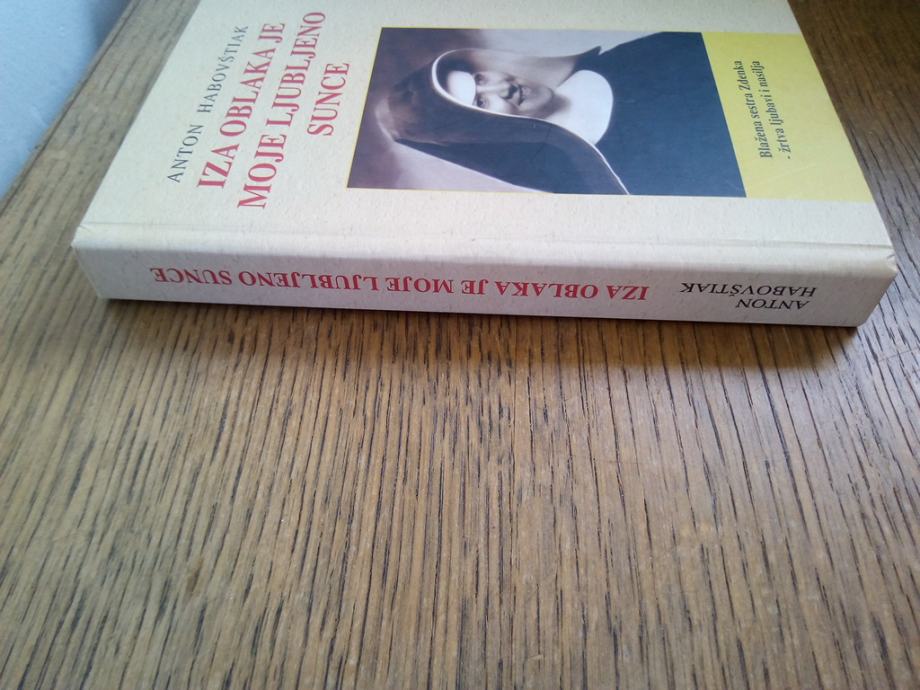 ANTON HABOVŠTIAK
IZA OBLAKA JE
MOJE LJUBLJENO
SUNCE
Blažena sestra Zdenka
- žrtva ljubavi i nasilja
ANTON
HABOVŠTIAK
IZA OBLAKA JE MOJE LJUBLJENO SUNCE